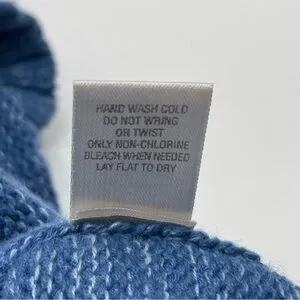 HAND WASH COLD
DO NOT WRING
OR TWIST
ONLY NON-CHLORINE
BLEACH WHEN NEEDED
LAY FLAT TO DRY